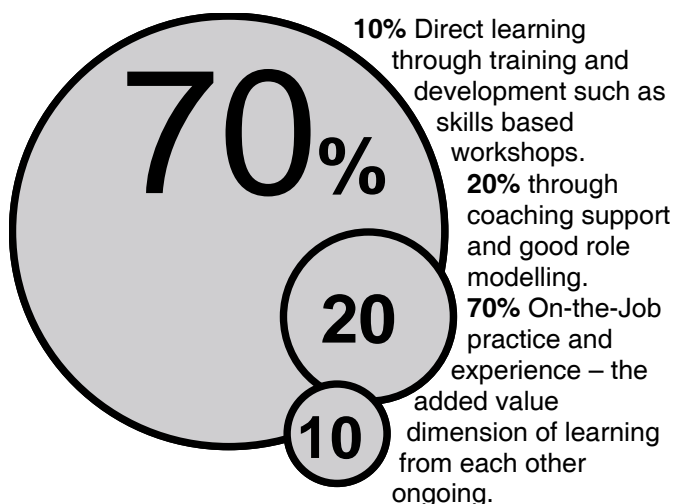 70%
20
10
10% Direct learning
through training and
development such as
skills based
workshops.
20% through
coaching support
and good role
modelling.
70% On-the-Job
practice and
experience – the
added value
dimension of learning
from each other
ongoing.